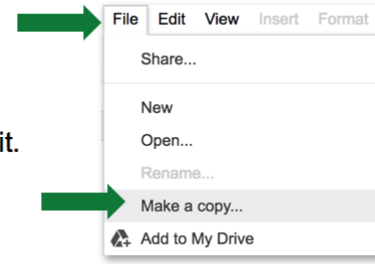 File Edit View Insert Format
Share...
New
Open...
it.
Rename...
Make a copy...
Add to My Drive